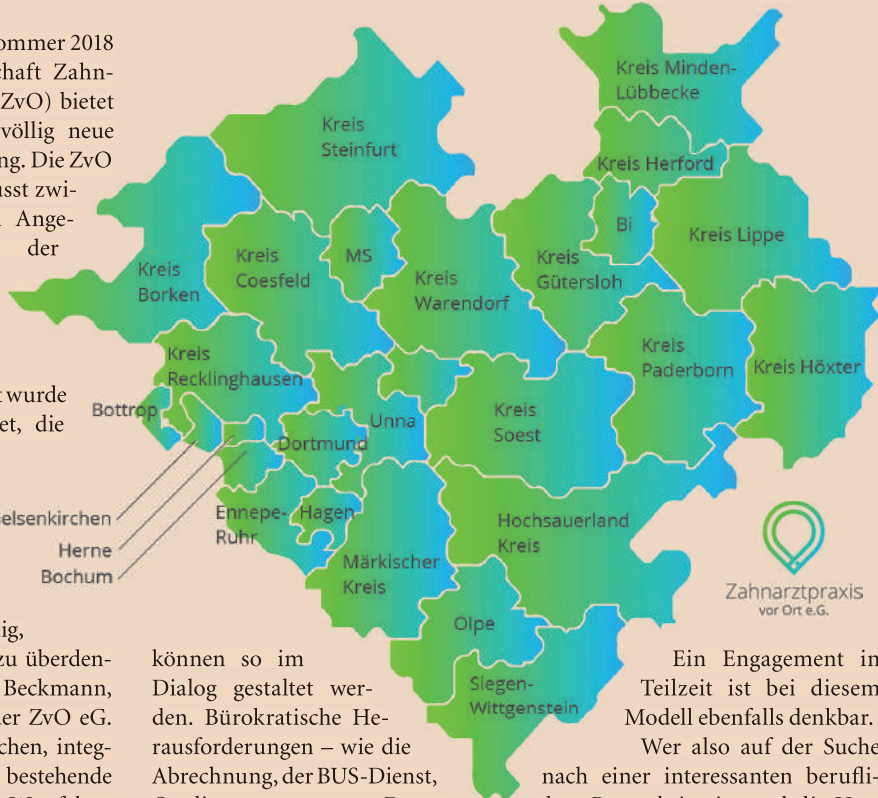 ommer 2018
chaft Zahn-
ZvO) bietet
völlig neue
ng. Die ZvO
usst zwi-
Ange-
der
t wurde
et, die
Kreis Minden-
Lübbecke
Kreis
Steinfurt
Kreis Herford
Bi
Kreis Lippe
Kreis
Borken
Kreis
Coesfeld
MS
Kreis
Warendorf
Kreis
Gütersloh
Kreis
Recklinghausen
Kreis
Paderborn
Kreis Höxter
Bottrop
Unna
Dortmund
Kreis
Soest
elsenkirchen
Herne
Bochum
Ennepe-
Ruhr
Hagen
Hochsauerland
Kreis
Märkischer
Kreis
Olpe
Siegen-
Wittgenstein
Zahnarztpraxis
vor Ort e.G.
ig,
zu überden-
Beckmann,
er ZvO eG.
chen, integ-
bestehende
können so im
Dialog gestaltet wer-
den. Bürokratische He-
rausforderungen – wie die
Abrechnung, der BUS-Dienst,
Ein Engagement in
Teilzeit ist bei diesem
Modell ebenfalls denkbar.
Wer also auf der Suche
nach einer interessanten berufli-